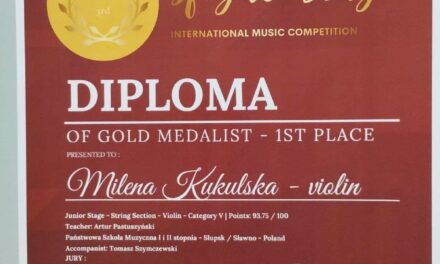 3rd
INTERNATIONAL MUSIC COMPETITION
DIPLOMA
OF GOLD MEDALIST - 1ST PLACE
PRESENTED TO :
Milena Kukulska - violin
Junior Stage - String Section - Violin - Category V | Points: 93.75 / 100
Teacher: Artur Pastuszyński
Państwowa Szkoła Muzyczna I i II stopnia - Słupsk / Sławno - Poland
Accompanist: Tomasz Szymczewski
JURY :